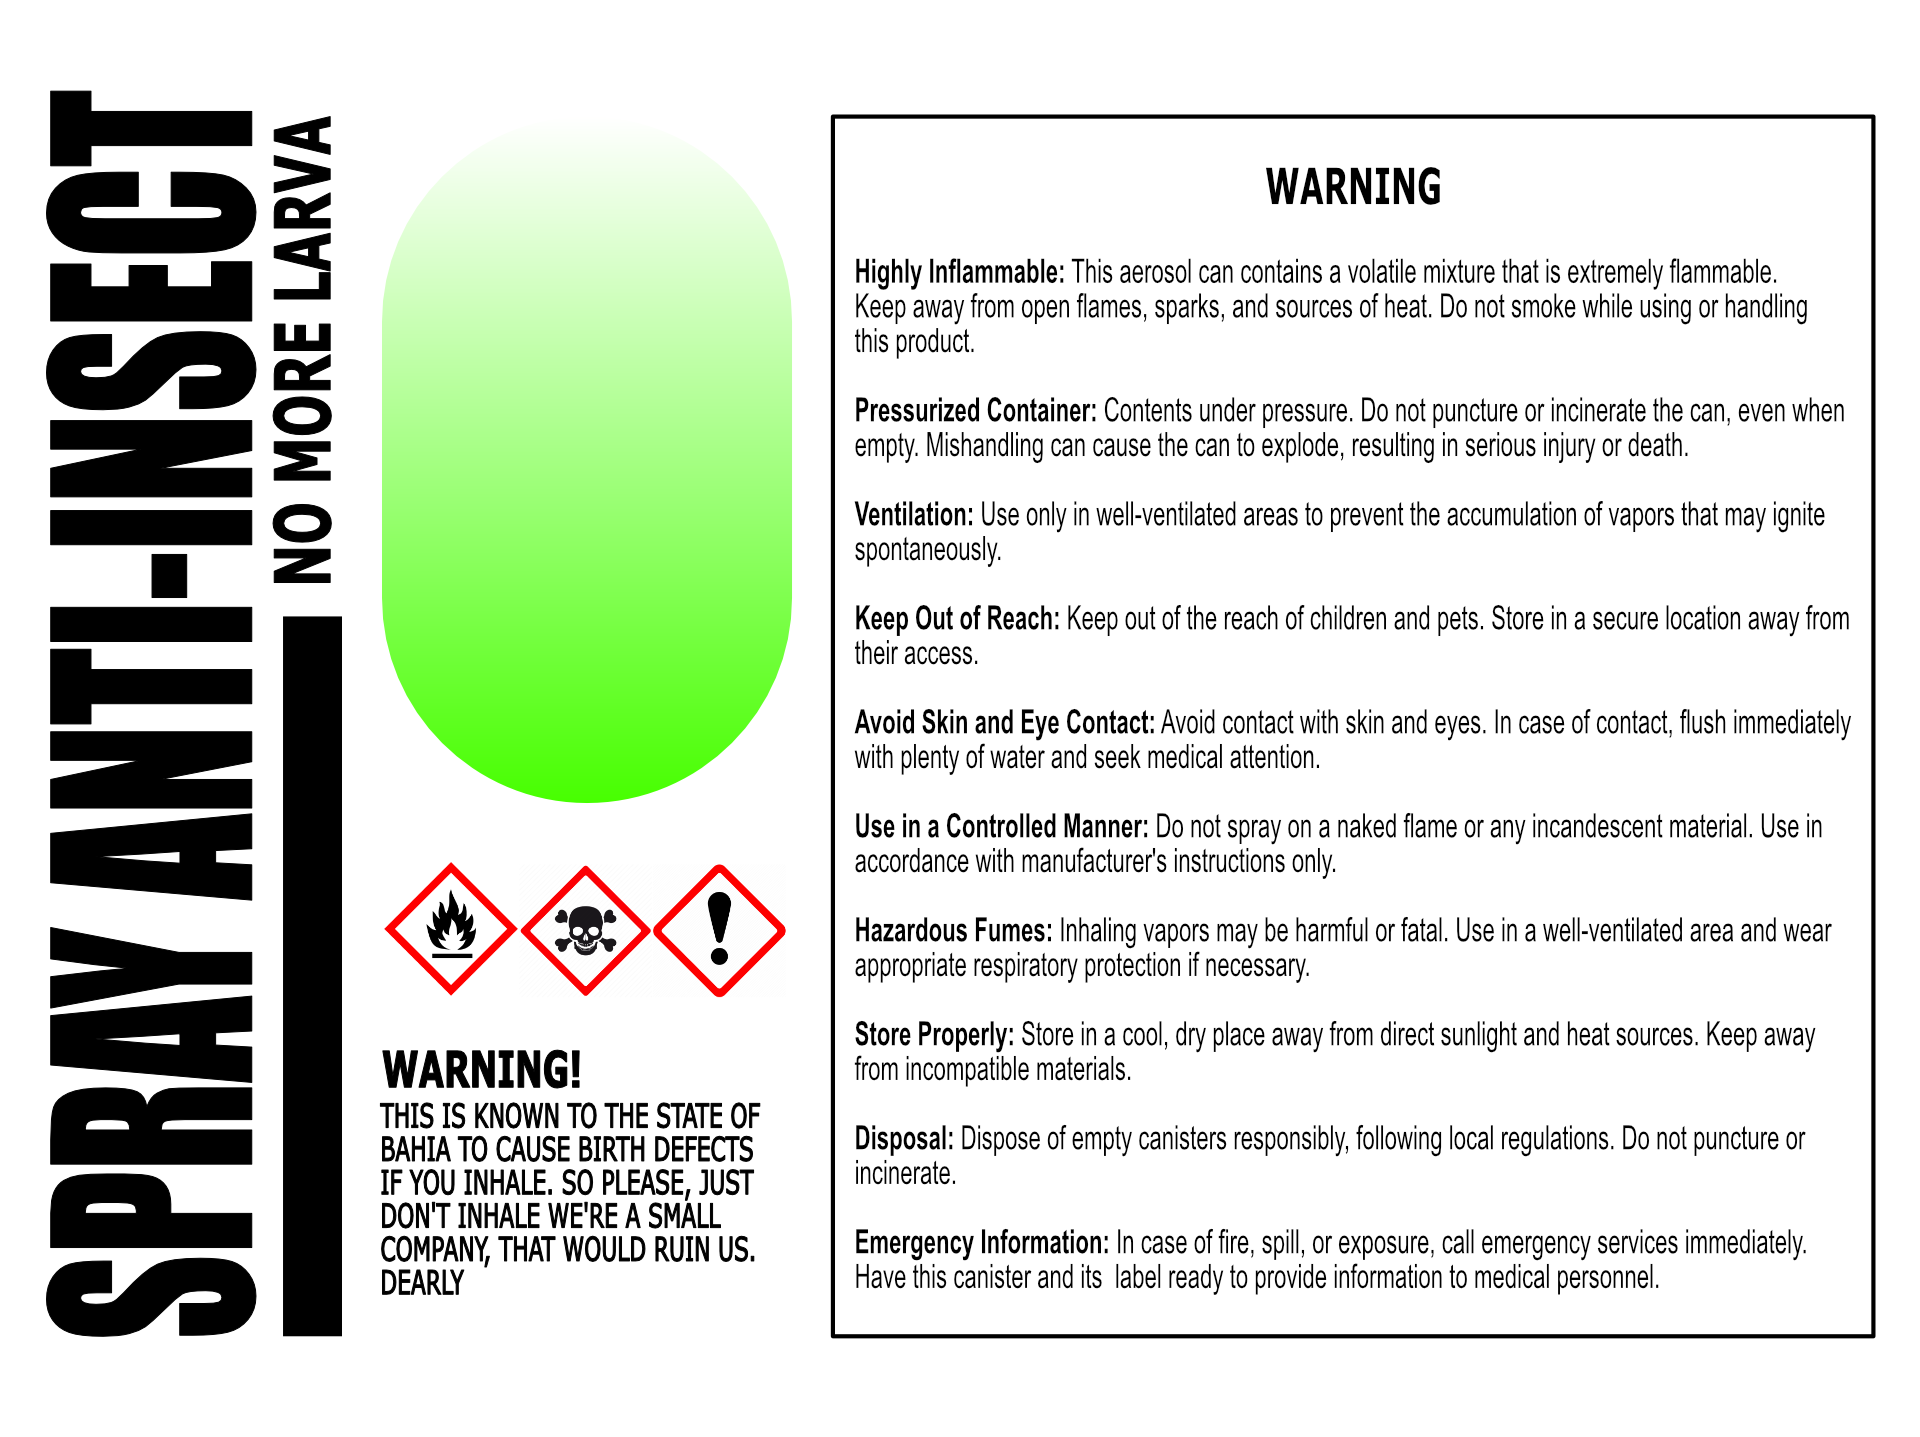 SPRAY ANTI-INSECT
NO MORE LARVA
WARNING!
THIS IS KNOWN TO THE STATE OF
BAHIA TO CAUSE BIRTH DEFECTS
IF YOU INHALE. SO PLEASE, JUST
DON'T INHALE WE'RE A SMALL
COMPANY, THAT WOULD RUIN US.
DEARLY
WARNING
Highly Inflammable: This aerosol can contains a volatile mixture that is extremely flammable.
Keep away from open flames, sparks, and sources of heat. Do not smoke while using or handling
this product.
Pressurized Container: Contents under pressure. Do not puncture or incinerate the can, even when
empty. Mishandling can cause the can to explode, resulting in serious injury or death.
Ventilation: Use only in well-ventilated areas to prevent the accumulation of vapors that may ignite
spontaneously.
Keep Out of Reach: Keep out of the reach of children and pets. Store in a secure location away from
their access.
Avoid Skin and Eye Contact: Avoid contact with skin and eyes. In case of contact, flush immediately
with plenty of water and seek medical attention.
Use in a Controlled Manner: Do not spray on a naked flame or any incandescent material. Use in
accordance with manufacturer's instructions only.
Hazardous Fumes: Inhaling vapors may be harmful or fatal. Use in a well-ventilated area and wear
appropriate respiratory protection if necessary.
Store Properly: Store in a cool, dry place away from direct sunlight and heat sources. Keep away
from incompatible materials.
Disposal: Dispose of empty canisters responsibly, following local regulations. Do not puncture or
incinerate.
Emergency Information: In case of fire, spill, or exposure, call emergency services immediately.
Have this canister and its  label ready to provide information to medical personnel.